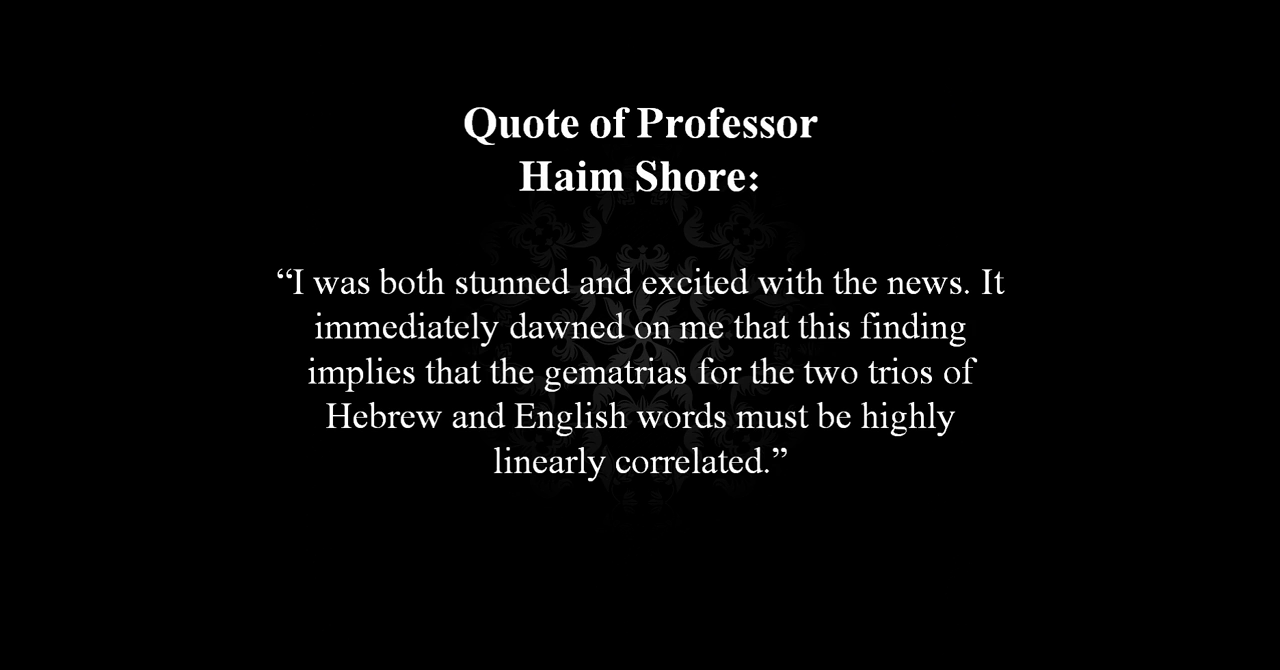 Quote of Professor
Haim Shore:
“I was both stunned and excited with the news. It
immediately dawned on me that this finding
implies that the gematrias for the two trios of
Hebrew and English words must be highly
linearly correlated.”